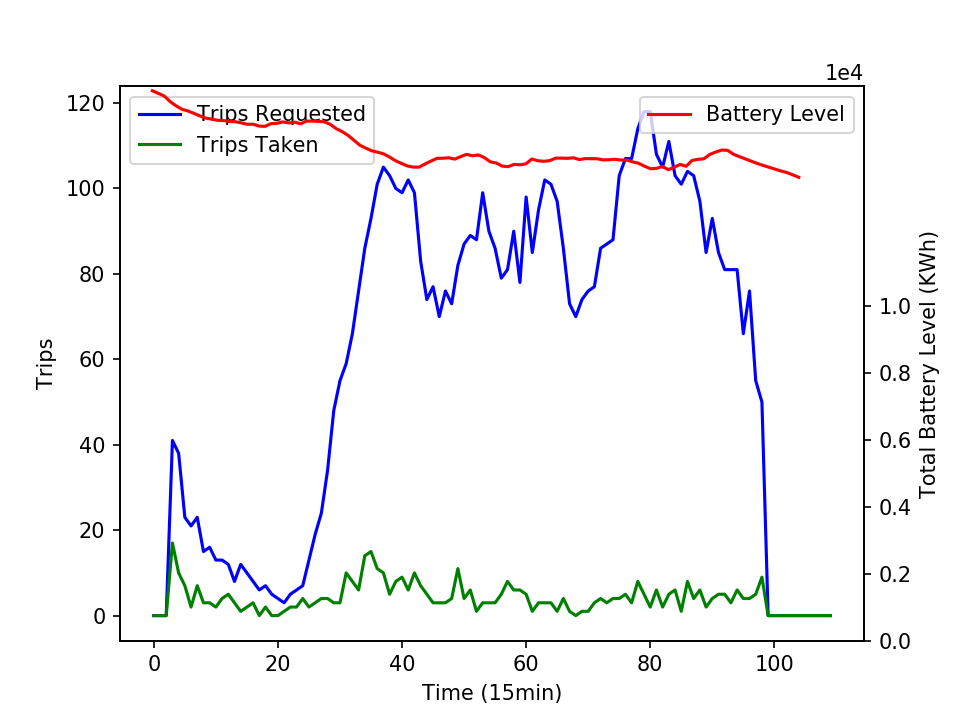 1e4
Trips Requested
Trips Taken
Battery Level
120
100
80
60
40
20
0
1.0
0.8
0.6
0.4
0.2
0.0
0 20 40 60 80 100
Trips
Total Battery Level (KWh)
Time (15min)